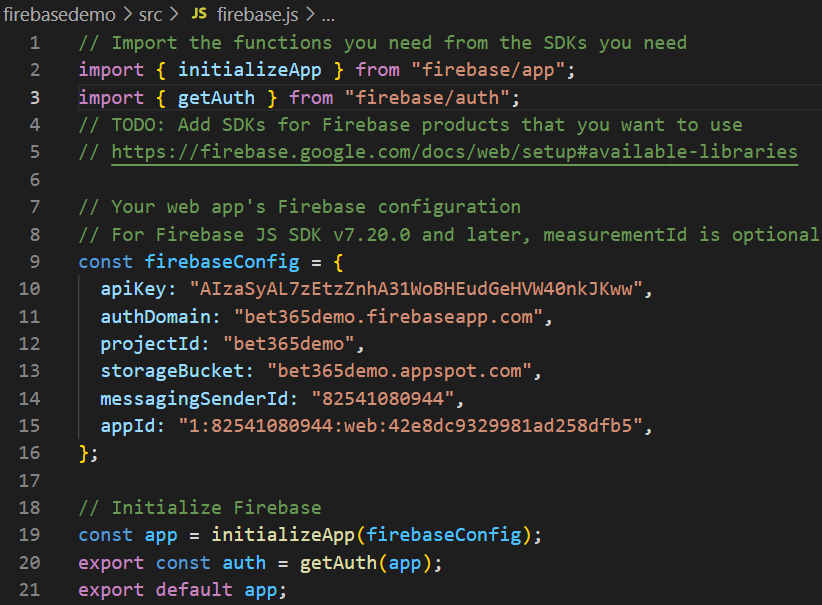 firebasedemo > src > JS firebase.js > ...
1 // Import the functions you need from the SDKs you need
2 import { initializeApp } from "firebase/app";
3 import { getAuth } from "firebase/auth";
4 // TODO: Add SDKs for Firebase products that you want to use
5 // https://firebase.google.com/docs/web/setup#available-libraries
6
7 // Your web app's Firebase configuration
8 // For Firebase JS SDK v7.20.0 and later, measurementId is optional
9 const firebaseConfig = {
10 apiKey: "AIzaSyAL7zEtzZnhA31WoBHEudGeHVW40nkJKww",
11 authDomain: "bet365demo.firebaseapp.com",
12 projectId: "bet365demo",
13 storageBucket: "bet365demo.appspot.com",
14 messagingSenderId: "82541080944",
15 appId: "1:82541080944:web:42e8dc9329981ad258dfb5",
16 };
17
18 // Initialize Firebase
19 const app = initializeApp(firebaseConfig);
20 export const auth = getAuth(app);
21 export default app;